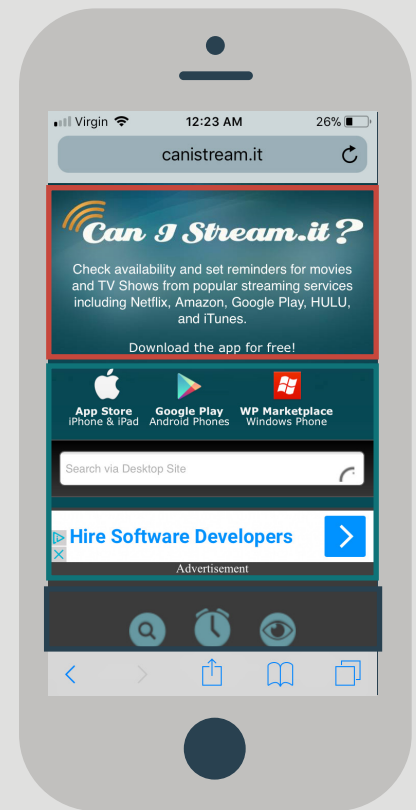 Virgin 12:23 AM 26%
canistream.it
Can I Stream.it?
Check availability and set reminders for movies
and TV Shows from popular streaming services
including Netflix, Amazon, Google Play, HULU,
and iTunes.
Download the app for free!
App Store Google Play WP Marketplace
iPhone & iPad Android Phones Windows Phone
Search via Desktop Site
Hire Software Developers
Advertisement